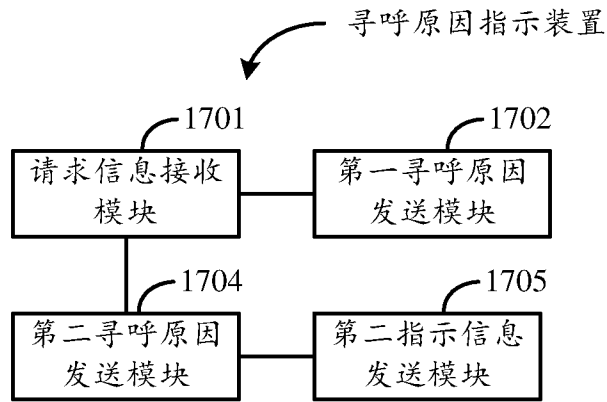 寻呼原因指示装置
1701
1702
请求信息接收
模块
第一寻呼原因
发送模块
1704
1705
第二寻呼原因
发送模块
第二指示信息
发送模块